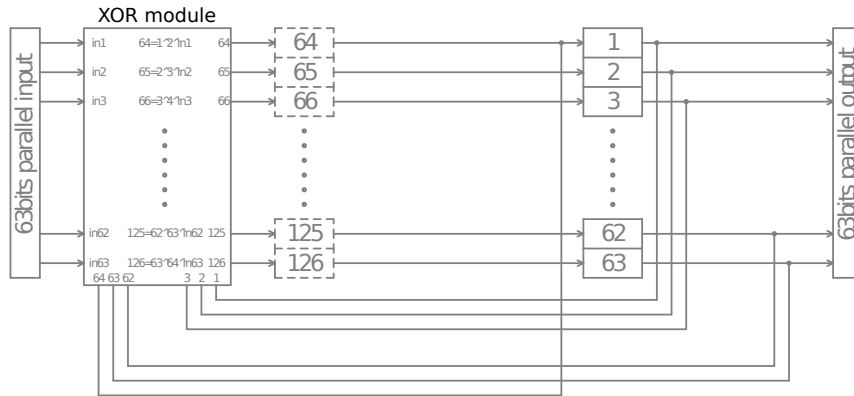 XOR module
63bits parallel input
in1 64=1^2^in1 64
in2 65=2^3^in2 65
in3 66=3^4^in3 66
in62 125=62^63^in62 125
in63 126=63^64^in63 126
64 63 62 3 2 1
64
65
66
125
126
1
2
3
62
63
63bits parallel output